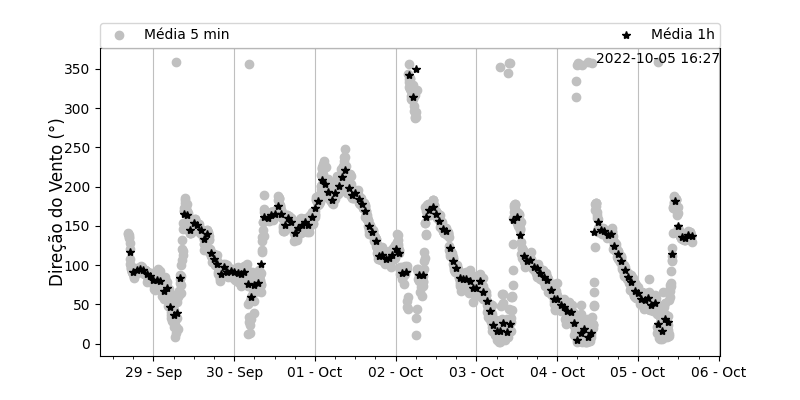 Média 5 min
Média 1h
2022-10-05 16:27
Direção do Vento (°)
350
300
250
200
150
100
50
0
29 - Sep
30 - Sep
01 - Oct
02 - Oct
03 - Oct
04 - Oct
05 - Oct
06 - Oct